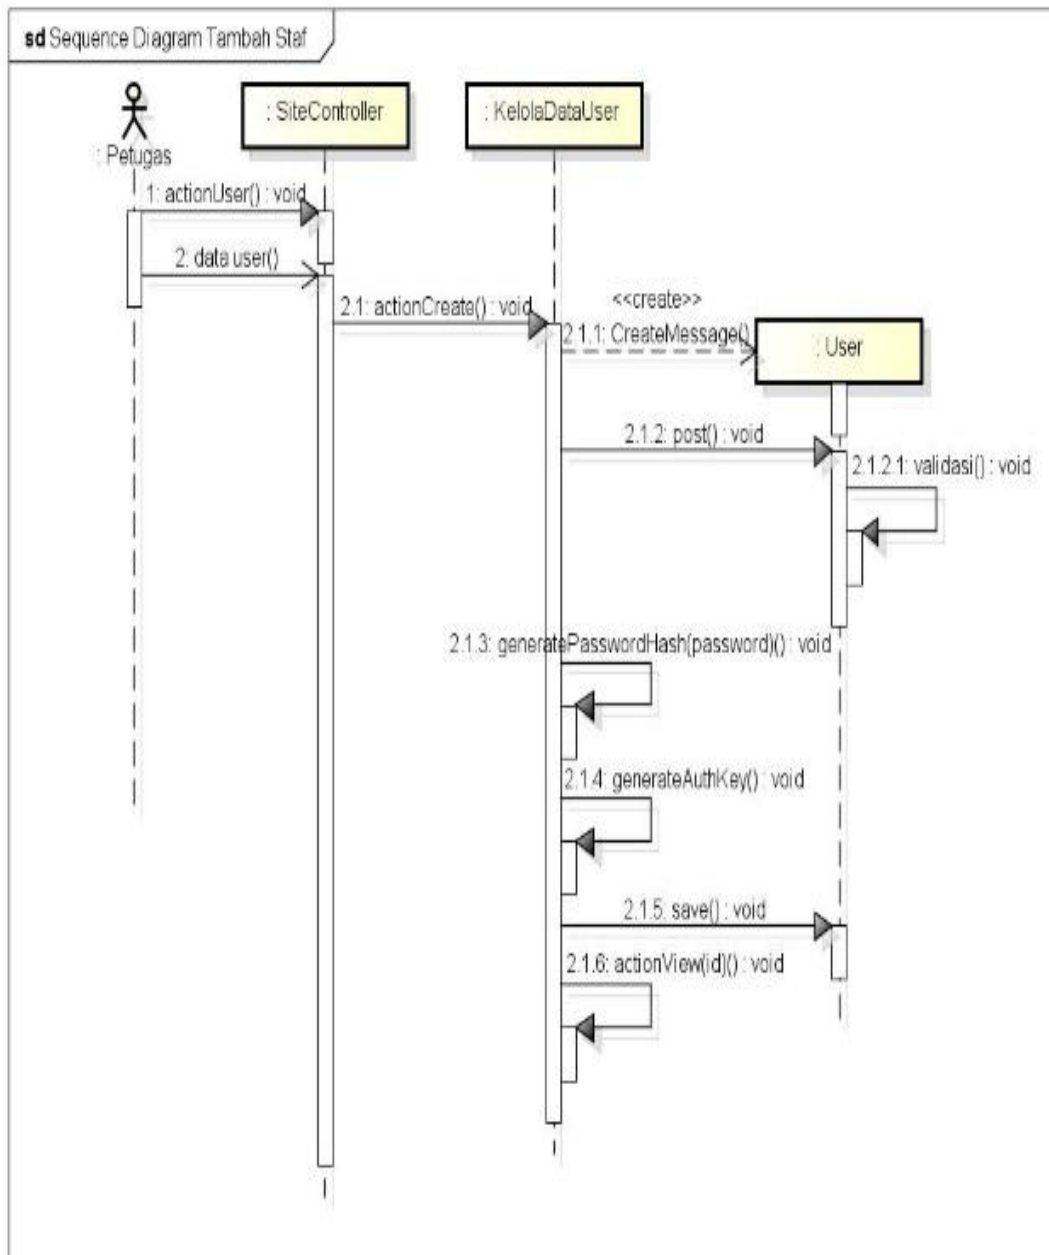 sd Sequence Diagram Tambah Staf
: SiteController
: KelolaDataUser
: Petugas
1: actionUser() : void
2: data user()
2.1: actionCreate() : void
<<create>>
2.1.1: CreateMessage()
: User
2.1.2: post() : void
2.1.2.1: validasi() : void
2.1.3: generatePasswordHash(password)() : void
2.1.4: generateAuthKey() : void
2.1.5: save() : void
2.1.6: actionView(id)() : void